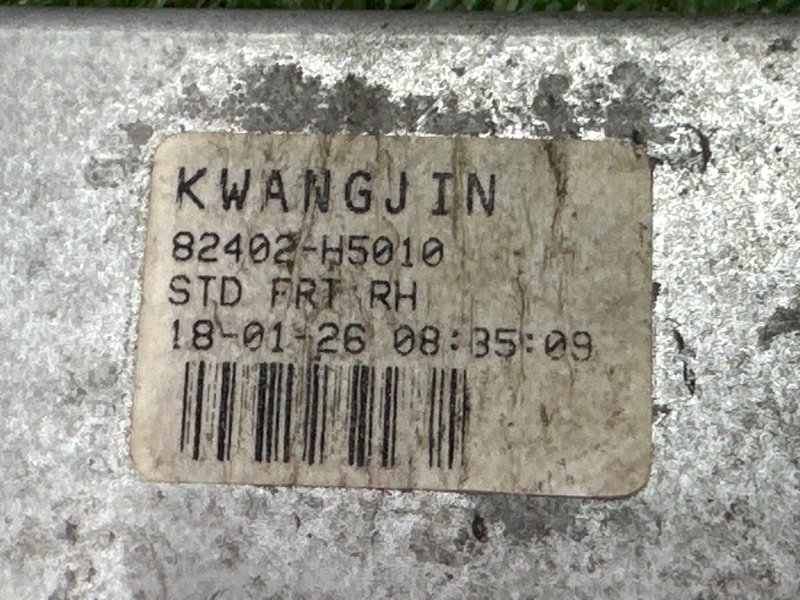 KWANGJIN
82402-H5010
STD FRT RH
18-01-26 08:35:09